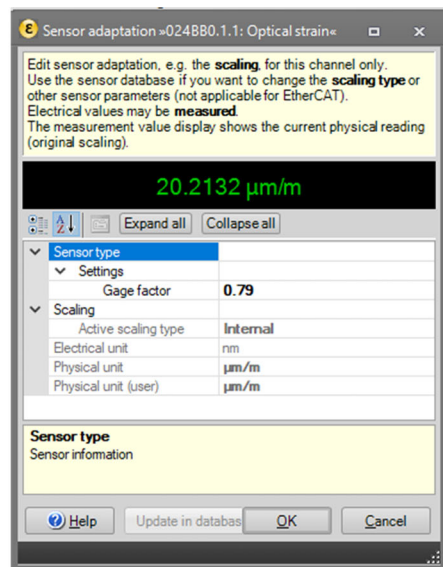 ε Sensor adaptation »024BB0.1.1: Optical strain«
Edit sensor adaptation, e.g. the scaling, for this channel only.
Use the sensor database if you want to change the scaling type or
other sensor parameters (not applicable for EtherCAT).
Electrical values may be measured.
The measurement value display shows the current physical reading
(original scaling).
20.2132 µm/m
Expand all Collapse all
Sensor type
Settings
Gage factor 0.79
Scaling
Active scaling type Internal
Electrical unit nm
Physical unit µm/m
Physical unit (user) µm/m
Sensor type
Sensor information
Help Update in databas OK Cancel